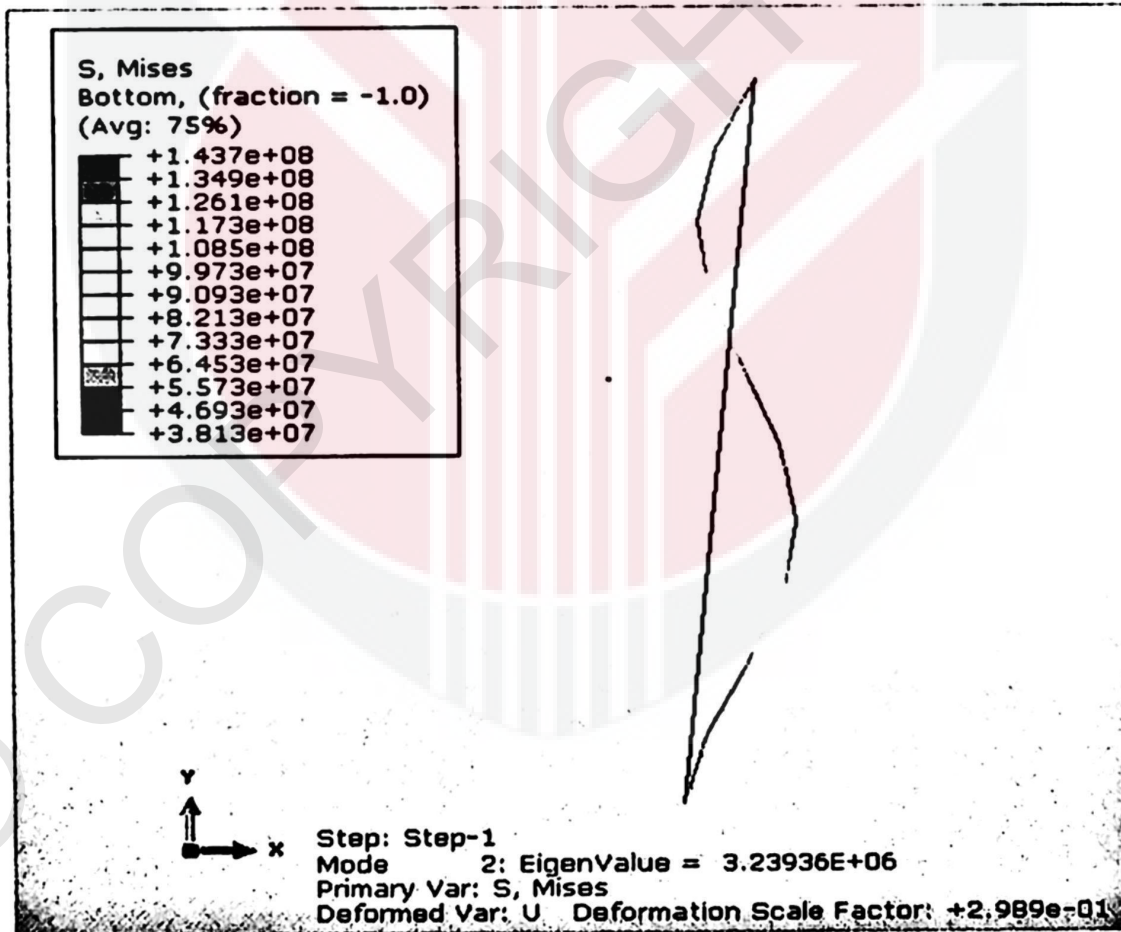 S, Mises
Bottom, (fraction = -1.0)
(Avg: 75%)
+1.437e+08
+1.349e+08
+1.261e+08
+1.173e+08
+1.085e+08
+9.973e+07
+9.093e+07
+8.213e+07
+7.333e+07
+6.453e+07
+5.573e+07
+4.693e+07
+3.813e+07
Y
X
Step: Step-1
Mode 2: EigenValue = 3.23936E+06
Primary Var: S, Mises
Deformed Var: U Deformation Scale Factor: +2.989e-01
COPYRIGH